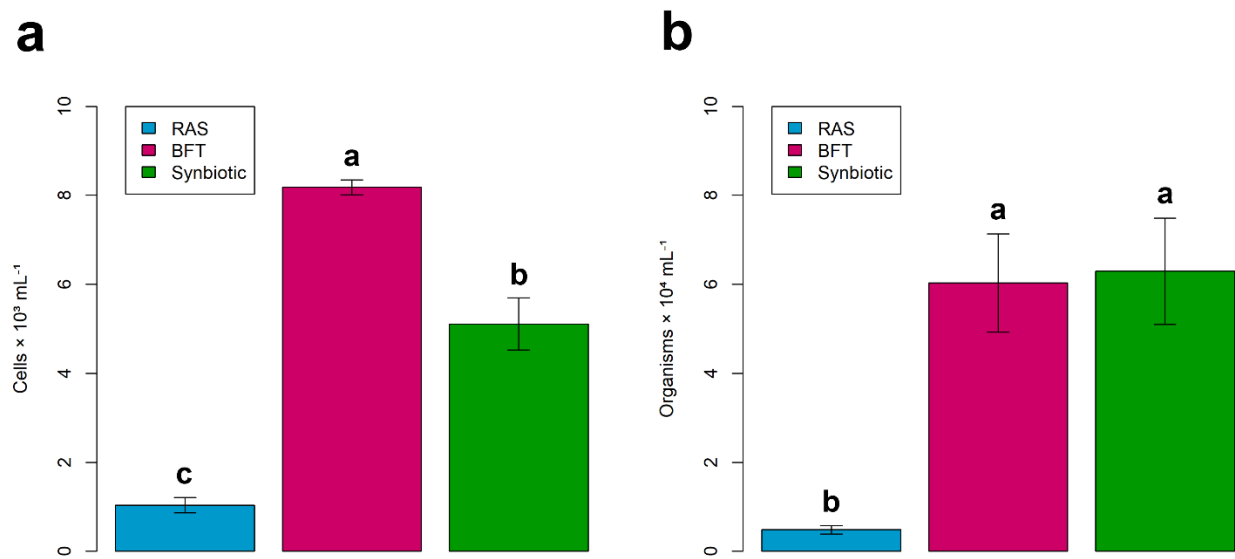 a
Cells × 10³ mL⁻¹
10
8
6
4
2
0
RAS
BFT
Synbiotic
c
a
b
b
Organisms × 10⁴ mL⁻¹
10
8
6
4
2
0
RAS
BFT
Synbiotic
b
a
a